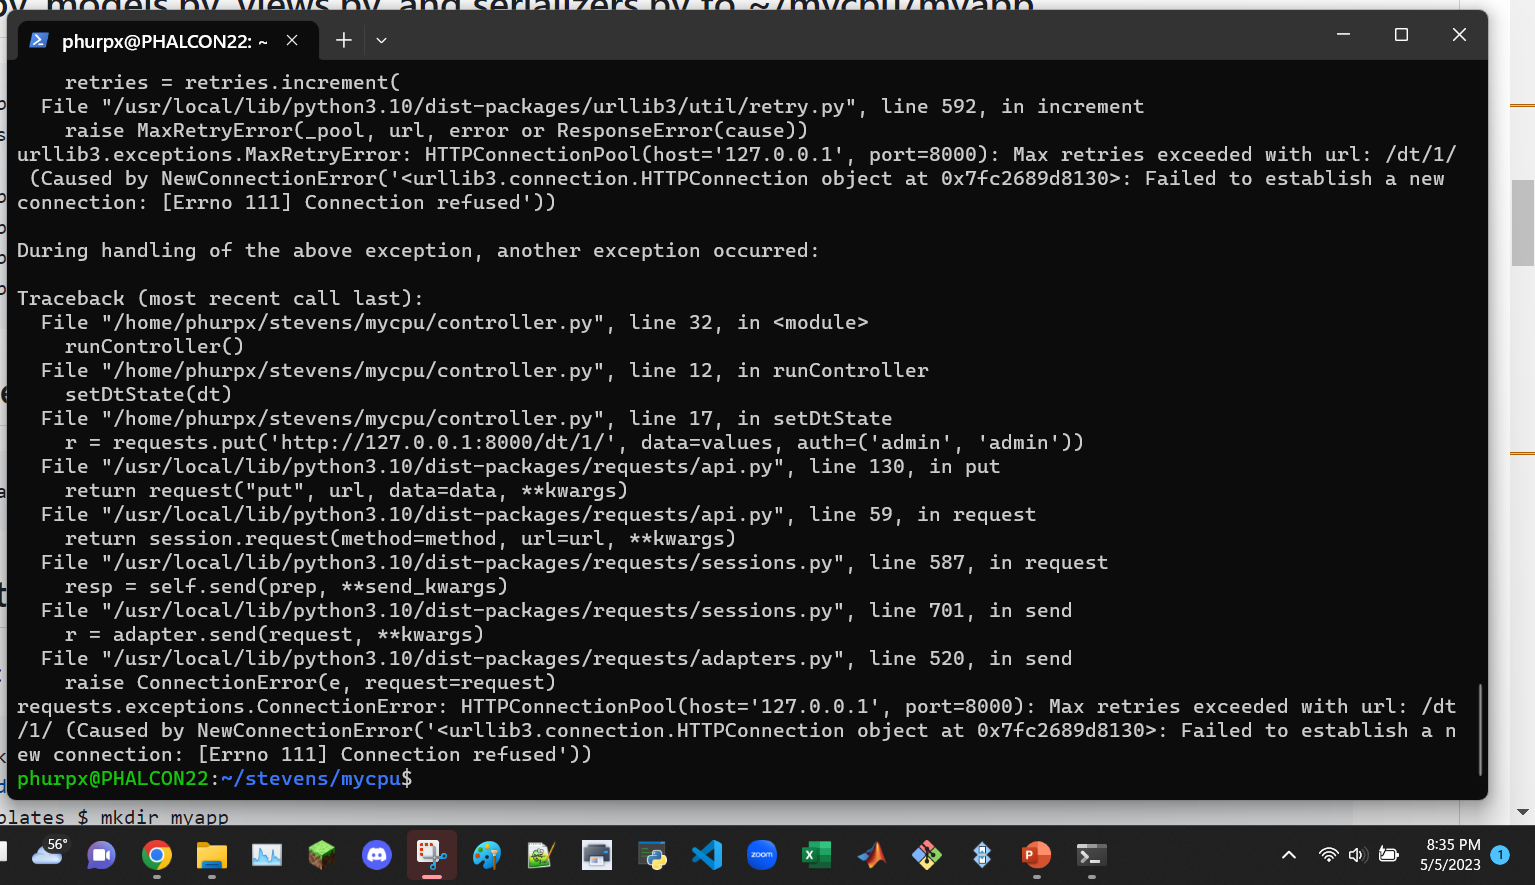 py, models.py, views.py, and serializers.py to ~/mycpu/myapp
phurpx@PHALCON22: ~
retries = retries.increment(
File "/usr/local/lib/python3.10/dist-packages/urllib3/util/retry.py", line 592, in increment
raise MaxRetryError(_pool, url, error or ResponseError(cause))
urllib3.exceptions.MaxRetryError: HTTPConnectionPool(host='127.0.0.1', port=8000): Max retries exceeded with url: /dt/1/
(Caused by NewConnectionError('<urllib3.connection.HTTPConnection object at 0x7fc2689d8130>: Failed to establish a new
connection: [Errno 111] Connection refused'))
During handling of the above exception, another exception occurred:
Traceback (most recent call last):
File "/home/phurpx/stevens/mycpu/controller.py", line 32, in <module>
runController()
File "/home/phurpx/stevens/mycpu/controller.py", line 12, in runController
setDtState(dt)
File "/home/phurpx/stevens/mycpu/controller.py", line 17, in setDtState
r = requests.put('http://127.0.0.1:8000/dt/1/', data=values, auth=('admin', 'admin'))
File "/usr/local/lib/python3.10/dist-packages/requests/api.py", line 130, in put
return request("put", url, data=data, **kwargs)
File "/usr/local/lib/python3.10/dist-packages/requests/api.py", line 59, in request
return session.request(method=method, url=url, **kwargs)
File "/usr/local/lib/python3.10/dist-packages/requests/sessions.py", line 587, in request
resp = self.send(prep, **send_kwargs)
File "/usr/local/lib/python3.10/dist-packages/requests/sessions.py", line 701, in send
r = adapter.send(request, **kwargs)
File "/usr/local/lib/python3.10/dist-packages/requests/adapters.py", line 520, in send
raise ConnectionError(e, request=request)
requests.exceptions.ConnectionError: HTTPConnectionPool(host='127.0.0.1', port=8000): Max retries exceeded with url: /dt
/1/ (Caused by NewConnectionError('<urllib3.connection.HTTPConnection object at 0x7fc2689d8130>: Failed to establish a n
ew connection: [Errno 111] Connection refused'))
phurpx@PHALCON22:~/stevens/mycpu$
plates $ mkdir myapp
56°
zoom
8:35 PM
5/5/2023
1